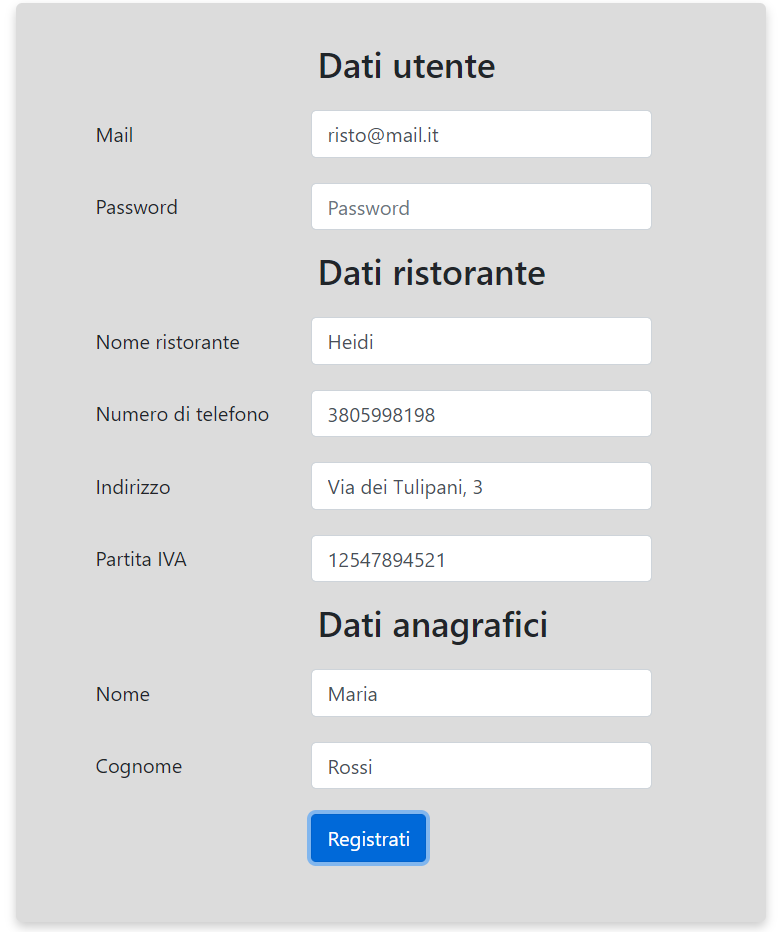 Dati utente
Mail risto@mail.it
Password Password
Dati ristorante
Nome ristorante Heidi
Numero di telefono 3805998198
Indirizzo Via dei Tulipani, 3
Partita IVA 12547894521
Dati anagrafici
Nome Maria
Cognome Rossi
Registrati